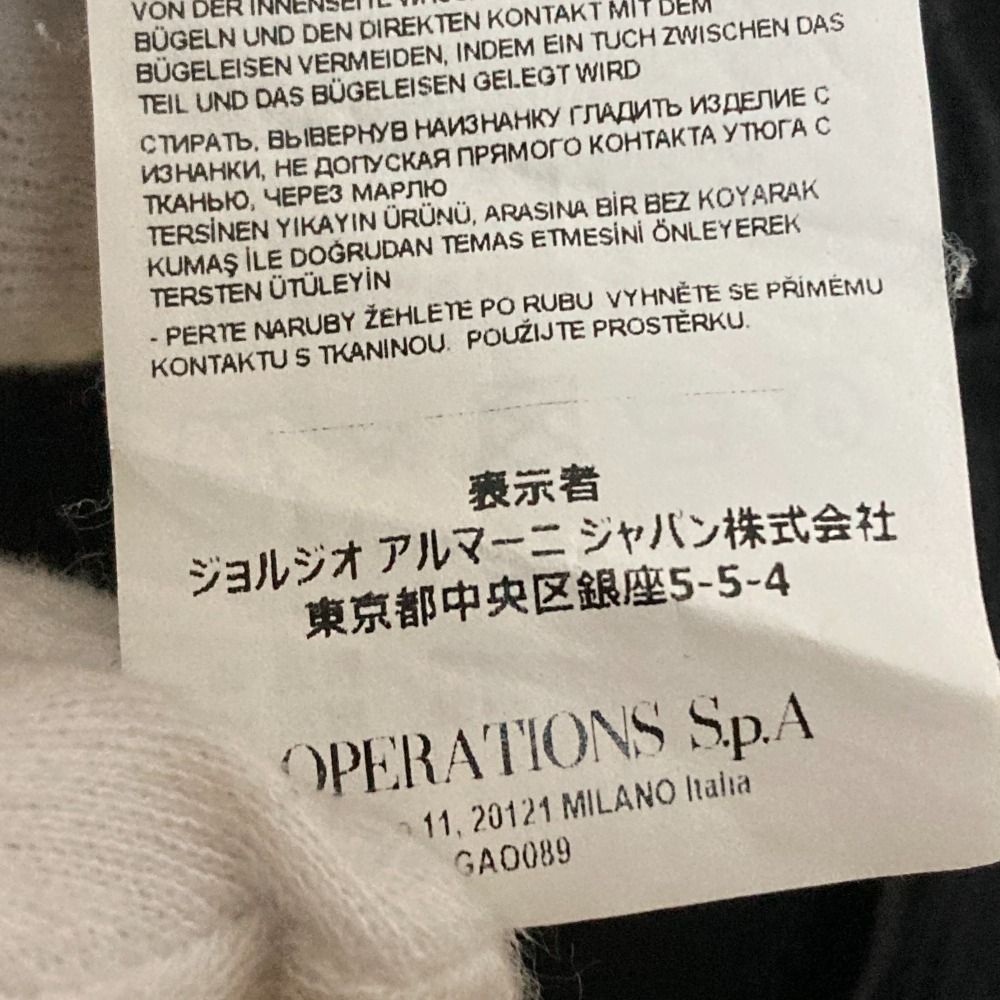 VON DER INNENSEITE
BÜGELN UND DEN DIREKTEN KONTAKT MIT DEM
BÜGELEISEN VERMEIDEN, INDEM EIN TUCH ZWISCHEN DAS
TEIL UND DAS BÜGELEISEN GELEGT WIRD
СТИРАТЬ, ВЫВЕРНУВ НАИЗНАНКУ ГЛАДИТЬ ИЗДЕЛИЕ С
ИЗНАНКИ, НЕ ДОПУСКАЯ ПРЯМОГО КОНТАКТА УТЮГА С
ТКАНЬЮ, ЧЕРЕЗ МАРЛЮ
TERSİNEN YIKAYIN ÜRÜNÜ, ARASINA BİR BEZ KOYARAK
KUMAŞ İLE DOĞRUDAN TEMAS ETMESİNİ ÖNLEYEREK
TERSTEN ÜTÜLEYİN
- PERTE NARUBY ŽEHLETE PO RUBU VYHNĚTE SE PŘÍMÉMU
KONTAKTU S TKANINOU. POUŽIJTE PROSTĚRKU.
表示者
ジョルジオ アルマーニ ジャパン株式会社
東京都中央区銀座5-5-4
OPERATIONS S.p.A
11, 20121 MILANO Italia
GA0089